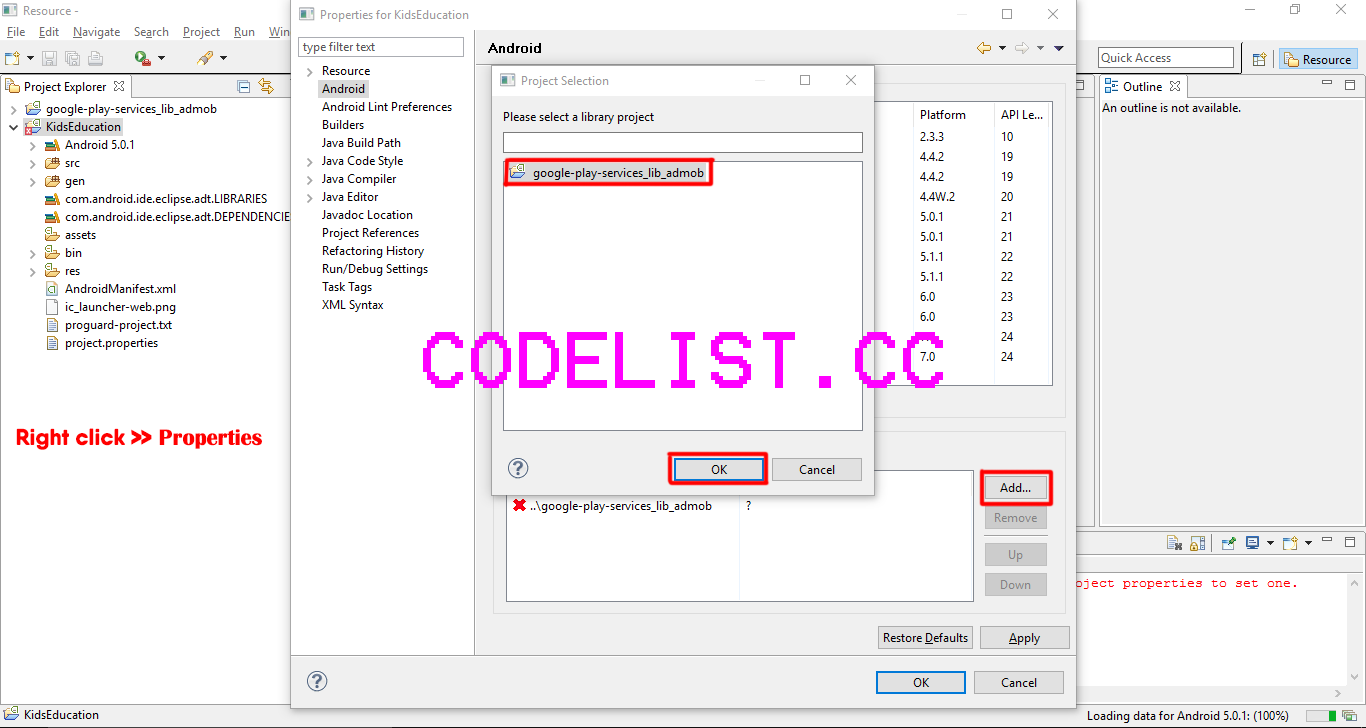 Resource -
File Edit Navigate Search Project Run Win
Quick Access
Resource
Project Explorer
google-play-services_lib_admob
KidsEducation
Android 5.0.1
src
gen
com.android.ide.eclipse.adt.LIBRARIES
com.android.ide.eclipse.adt.DEPENDENCIE
assets
bin
res
AndroidManifest.xml
ic_launcher-web.png
proguard-project.txt
project.properties
Right click >> Properties
Properties for KidsEducation
type filter text
Resource
Android
Android Lint Preferences
Builders
Java Build Path
Java Code Style
Java Compiler
Java Editor
Javadoc Location
Project References
Refactoring History
Run/Debug Settings
Task Tags
XML Syntax
Android
Project Selection
Please select a library project
google-play-services_lib_admob
OK Cancel
Platform API Le...
2.3.3 10
4.4.2 19
4.4.2 19
4.4W.2 20
5.0.1 21
5.0.1 21
5.1.1 22
5.1.1 22
6.0 23
6.0 23
24
7.0 24
CODELIST.CC
..\google-play-services_lib_admob ?
Add...
Remove
Up
Down
Restore Defaults Apply
OK Cancel
Outline
An outline is not available.
oject properties to set one.
KidsEducation
Loading data for Android 5.0.1: (100%)